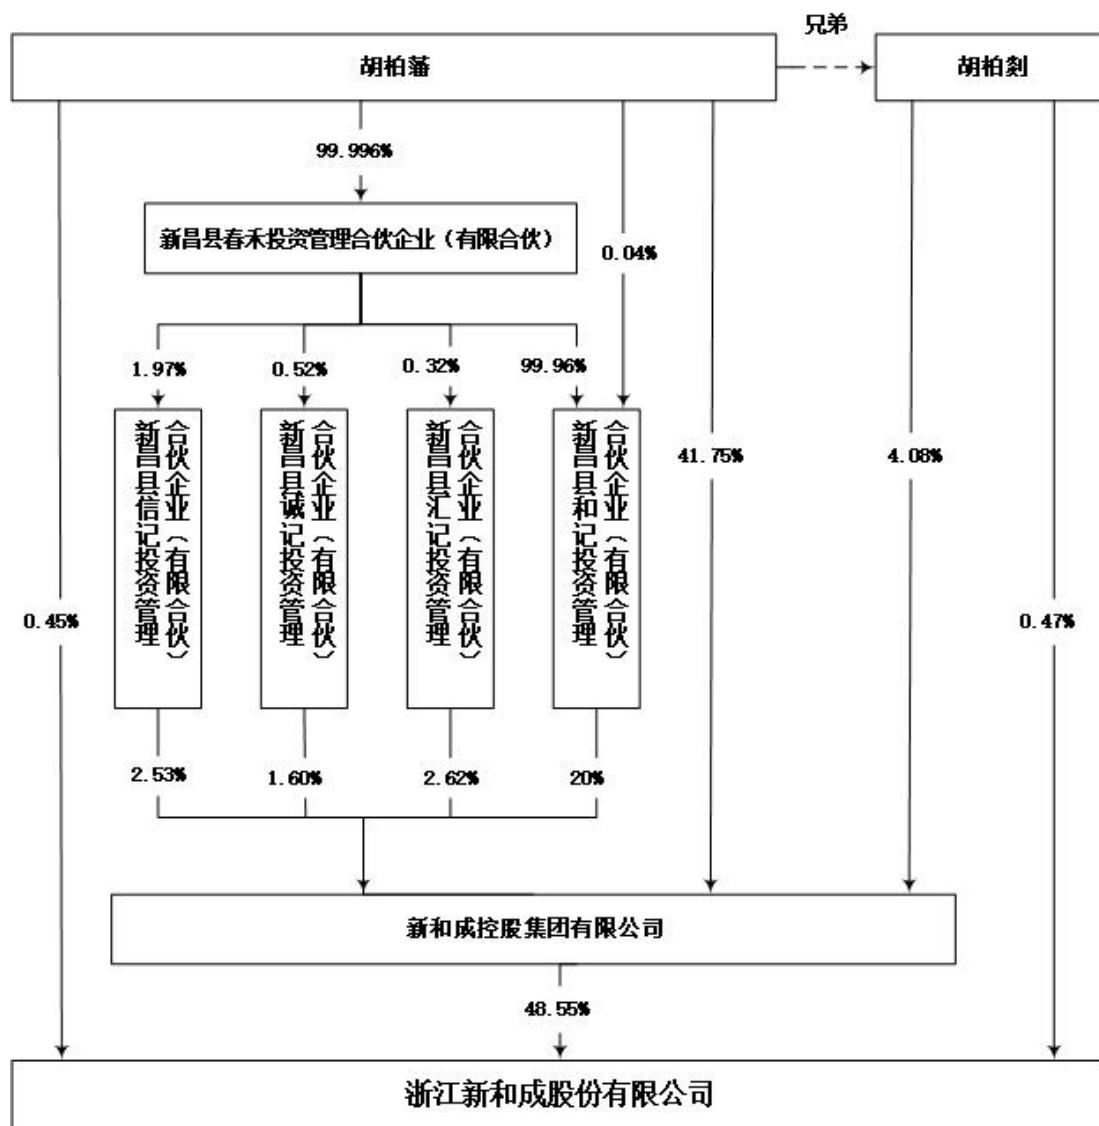 兄弟
胡柏藩
胡柏剡
99.996%
新昌县春禾投资管理合伙企业（有限合伙）
0.04%
1.97%
0.52%
0.32%
99.96%
新昌县信记投资管理
合伙企业（有限合伙）
新昌县诚记投资管理
合伙企业（有限合伙）
新昌县汇记投资管理
合伙企业（有限合伙）
新昌县和记投资管理
合伙企业（有限合伙）
41.75%
4.08%
0.45%
0.47%
2.53%
1.60%
2.62%
20%
新和成控股集团有限公司
48.55%
浙江新和成股份有限公司